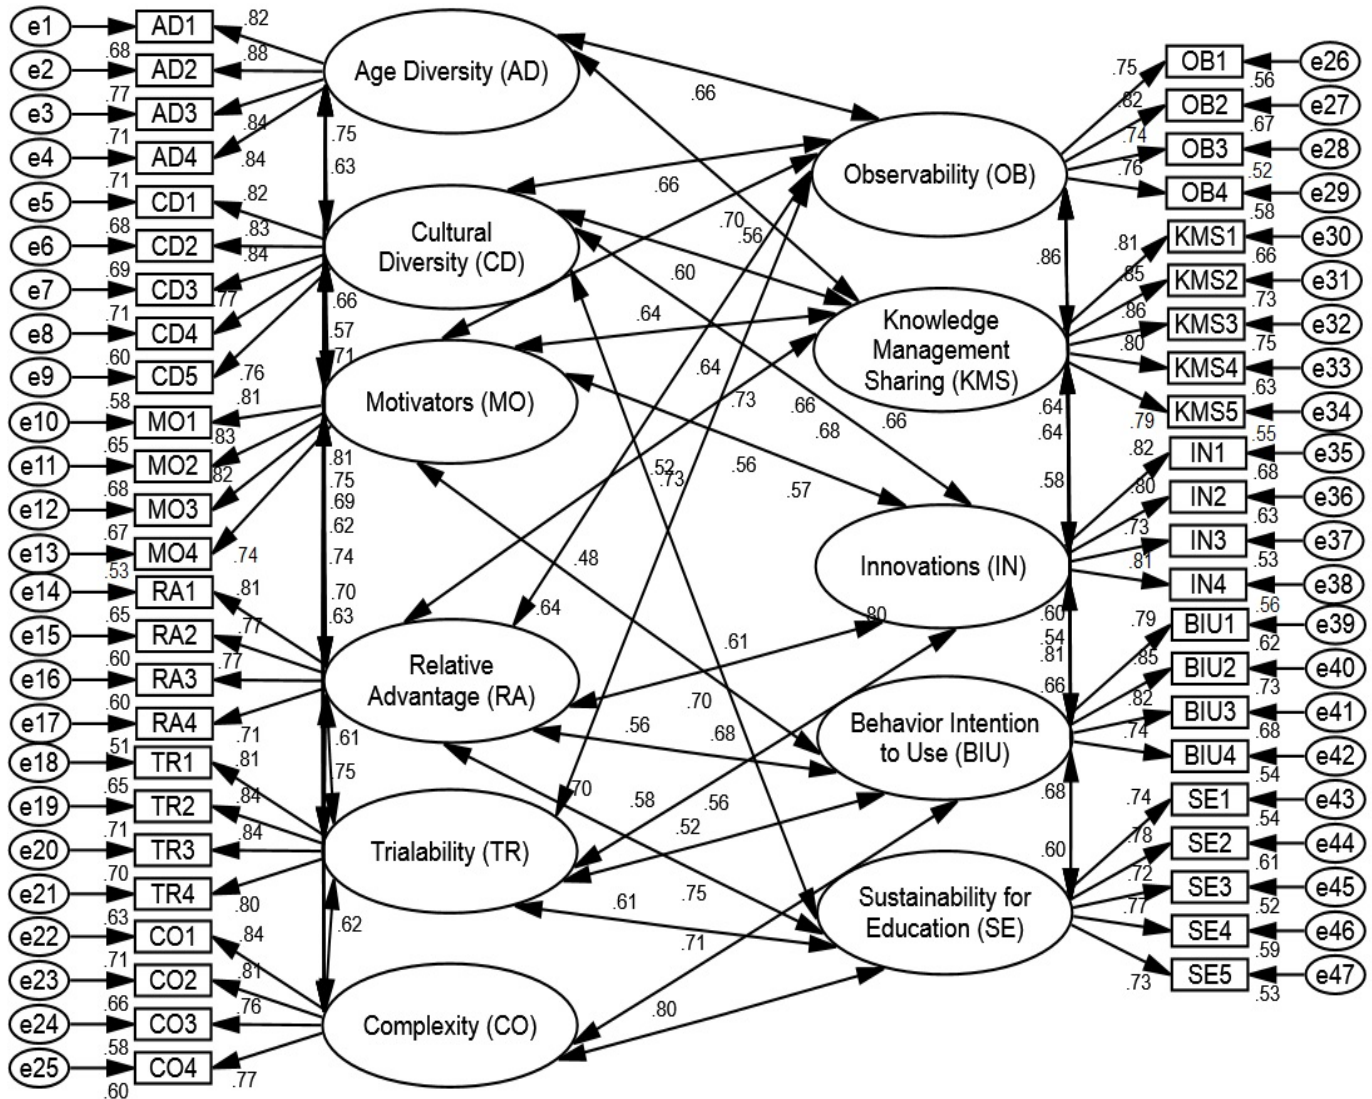 e1 AD1 .82
.68
e2 AD2 .88
.77
e3 AD3 .84
.71
e4 AD4 .84
.71
e5 CD1 .82
.68
e6 CD2 .83
.69
e7 CD3 .84
.71
e8 CD4 .77
.60
e9 CD5 .76
.58
e10 MO1 .81
.65
e11 MO2 .83
.68
e12 MO3 .82
.67
e13 MO4 .74
.53
e14 RA1 .81
.65
e15 RA2 .77
.60
e16 RA3 .77
.60
e17 RA4 .71
.51
e18 TR1 .81
.65
e19 TR2 .84
.71
e20 TR3 .84
.70
e21 TR4 .80
.63
e22 CO1 .84
.71
e23 CO2 .81
.66
e24 CO3 .76
.58
e25 CO4 .77
.60
Age Diversity (AD)
.75
.63
Cultural
Diversity (CD)
.66
.57
.71
Motivators (MO)
.81
.75
.69
.62
.74
.70
.63
Relative
Advantage (RA)
.61
.75
Trialability (TR)
.62
Complexity (CO)
.66
.66
.70
.56
.60
.64
.64
.73
.66
.66
.68
.56
.52
.73
.57
.48
.64
.80
.61
.70
.56
.68
.70
.58
.56
.52
.75
.61
.71
.80
Observability (OB)
.86
Knowledge
Management
Sharing (KMS)
.64
.64
.58
Innovations (IN)
.60
.54
.81
.66
Behavior Intention
to Use (BIU)
.68
.60
Sustainability for
Education (SE)
.75 OB1 e26
.56
.82 OB2 e27
.67
.74 OB3 e28
.52
.76 OB4 e29
.58
.81 KMS1 e30
.66
.85 KMS2 e31
.73
.86 KMS3 e32
.75
.80 KMS4 e33
.63
.79 KMS5 e34
.55
.82 IN1 e35
.68
.80 IN2 e36
.63
.73 IN3 e37
.53
.81 IN4 e38
.56
.79 BIU1 e39
.62
.85 BIU2 e40
.73
.82 BIU3 e41
.68
.74 BIU4 e42
.54
.74 SE1 e43
.54
.78 SE2 e44
.61
.72 SE3 e45
.52
.77 SE4 e46
.59
.73 SE5 e47
.53